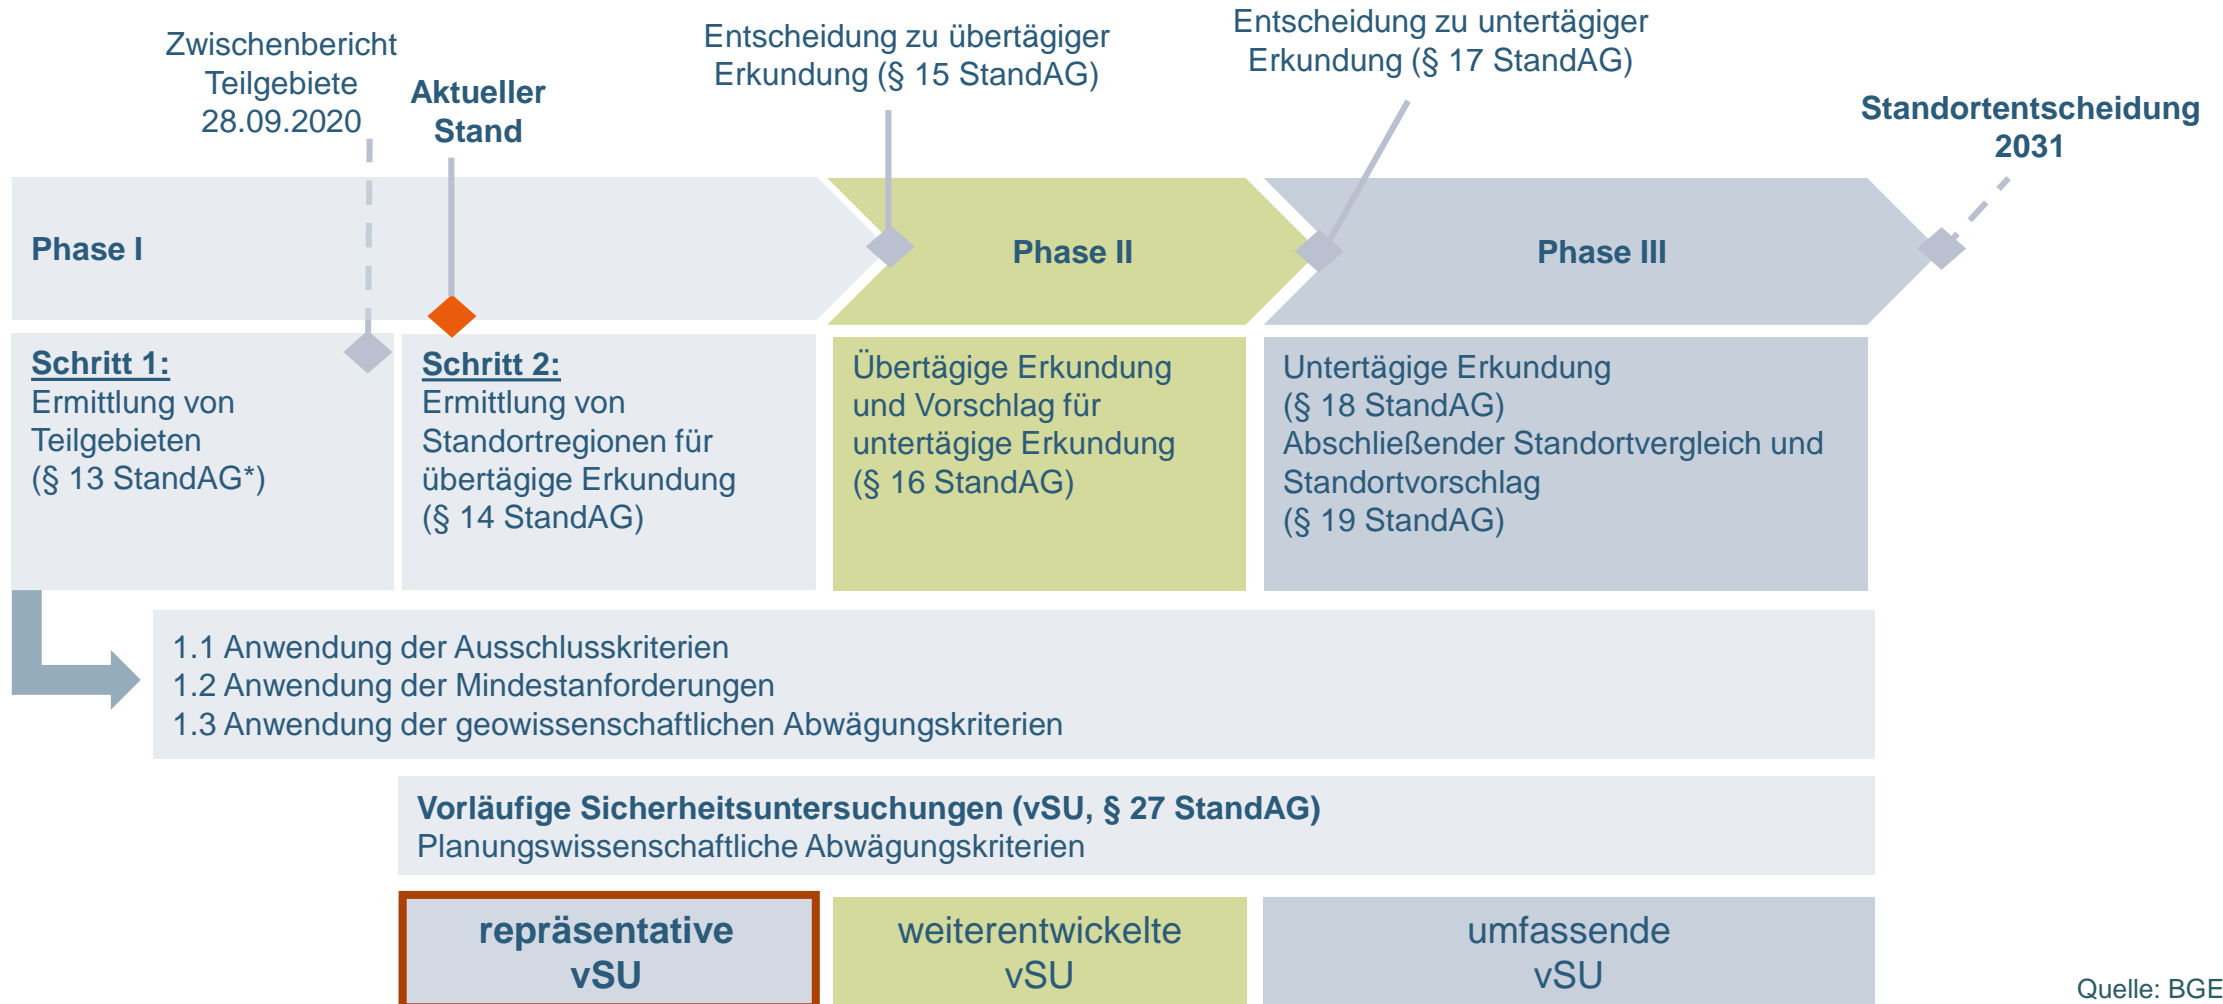 Zwischenbericht
Teilgebiete
28.09.2020
Aktueller
Stand
Entscheidung zu übertägiger
Erkundung (§ 15 StandAG)
Entscheidung zu untertägiger
Erkundung (§ 17 StandAG)
Standortentscheidung
2031
Phase I
Phase II
Phase III
Schritt 1:
Ermittlung von
Teilgebieten
(§ 13 StandAG*)
Schritt 2:
Ermittlung von
Standortregionen für
übertägige Erkundung
(§ 14 StandAG)
Übertägige Erkundung
und Vorschlag für
untertägige Erkundung
(§ 16 StandAG)
Untertägige Erkundung
(§ 18 StandAG)
Abschließender Standortvergleich und
Standortvorschlag
(§ 19 StandAG)
1.1 Anwendung der Ausschlusskriterien
1.2 Anwendung der Mindestanforderungen
1.3 Anwendung der geowissenschaftlichen Abwägungskriterien
Vorläufige Sicherheitsuntersuchungen (vSU, § 27 StandAG)
Planungswissenschaftliche Abwägungskriterien
repräsentative
vSU
weiterentwickelte
vSU
umfassende
vSU
Quelle: BGE